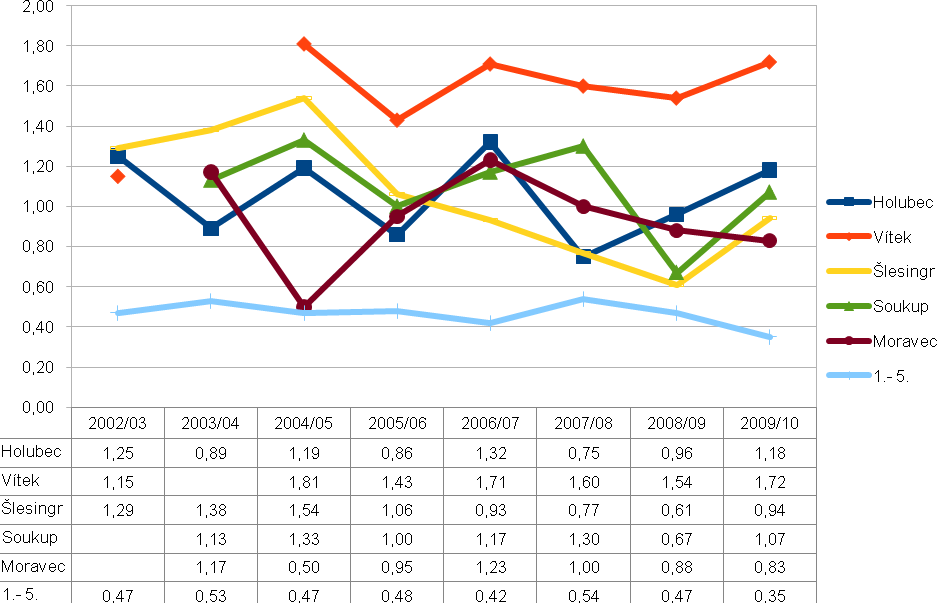 2,00
1,80
1,60
1,40
1,20
1,00
0,80
0,60
0,40
0,20
0,00
Holubec
Vítek
Šlesingr
Soukup
Moravec
1.- 5.
2002/03 2003/04 2004/05 2005/06 2006/07 2007/08 2008/09 2009/10
Holubec 1,25 0,89 1,19 0,86 1,32 0,75 0,96 1,18
Vítek 1,15 1,81 1,43 1,71 1,60 1,54 1,72
Šlesingr 1,29 1,38 1,54 1,06 0,93 0,77 0,61 0,94
Soukup 1,13 1,33 1,00 1,17 1,30 0,67 1,07
Moravec 1,17 0,50 0,95 1,23 1,00 0,88 0,83
1.- 5. 0,47 0,53 0,47 0,48 0,42 0,54 0,47 0,35